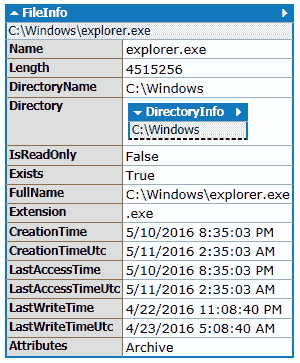 FileInfo
C:\Windows\explorer.exe
Name explorer.exe
Length 4515256
DirectoryName C:\Windows
Directory DirectoryInfo
C:\Windows
IsReadOnly False
Exists True
FullName C:\Windows\explorer.exe
Extension .exe
CreationTime 5/10/2016 8:35:03 PM
CreationTimeUtc 5/11/2016 2:35:03 AM
LastAccessTime 5/10/2016 8:35:03 PM
LastAccessTimeUtc 5/11/2016 2:35:03 AM
LastWriteTime 4/22/2016 11:08:40 PM
LastWriteTimeUtc 4/23/2016 5:08:40 AM
Attributes Archive